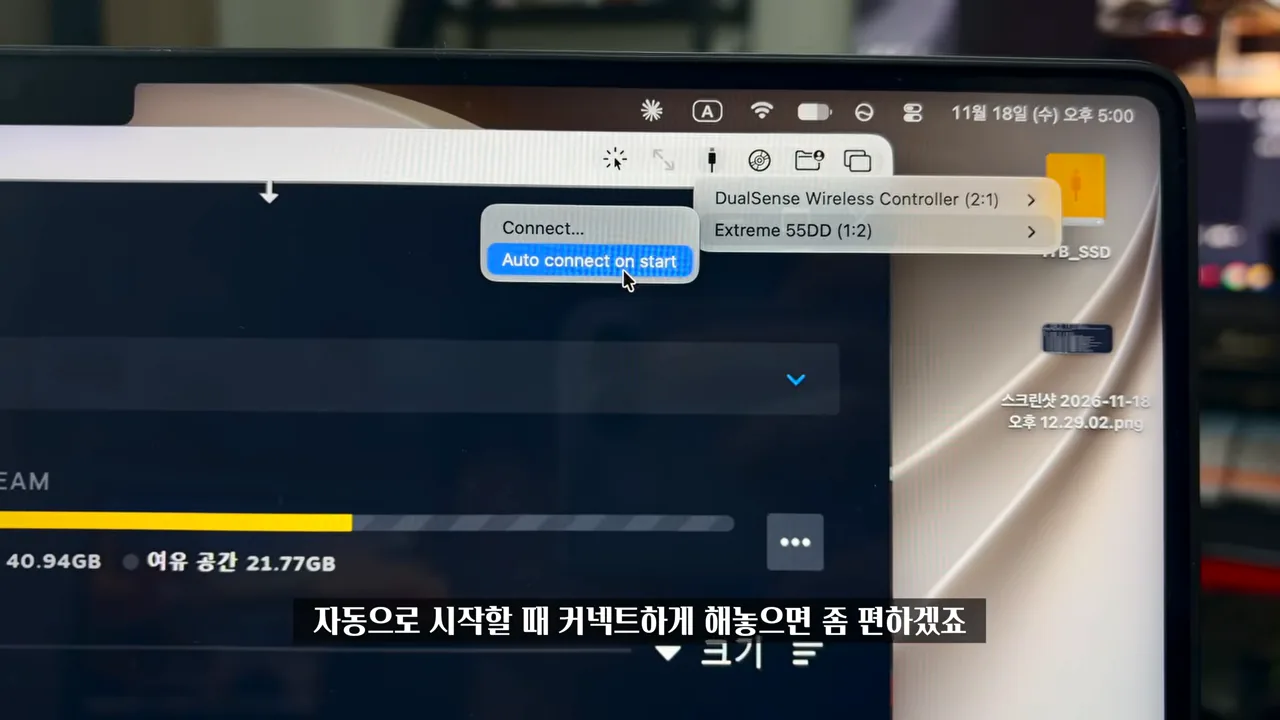 A
11월 18일 (수) 오후 5:00
DualSense Wireless Controller (2:1)
Extreme 55DD (1:2)
Connect...
Auto connect on start
TB_SSD
스크린샷 2026-11-18
오후 12.29.02.png
EAM
40.94GB 여유 공간 21.77GB
자동으로 시작할 때 커넥트하게 해놓으면 좀 편하겠죠
크기